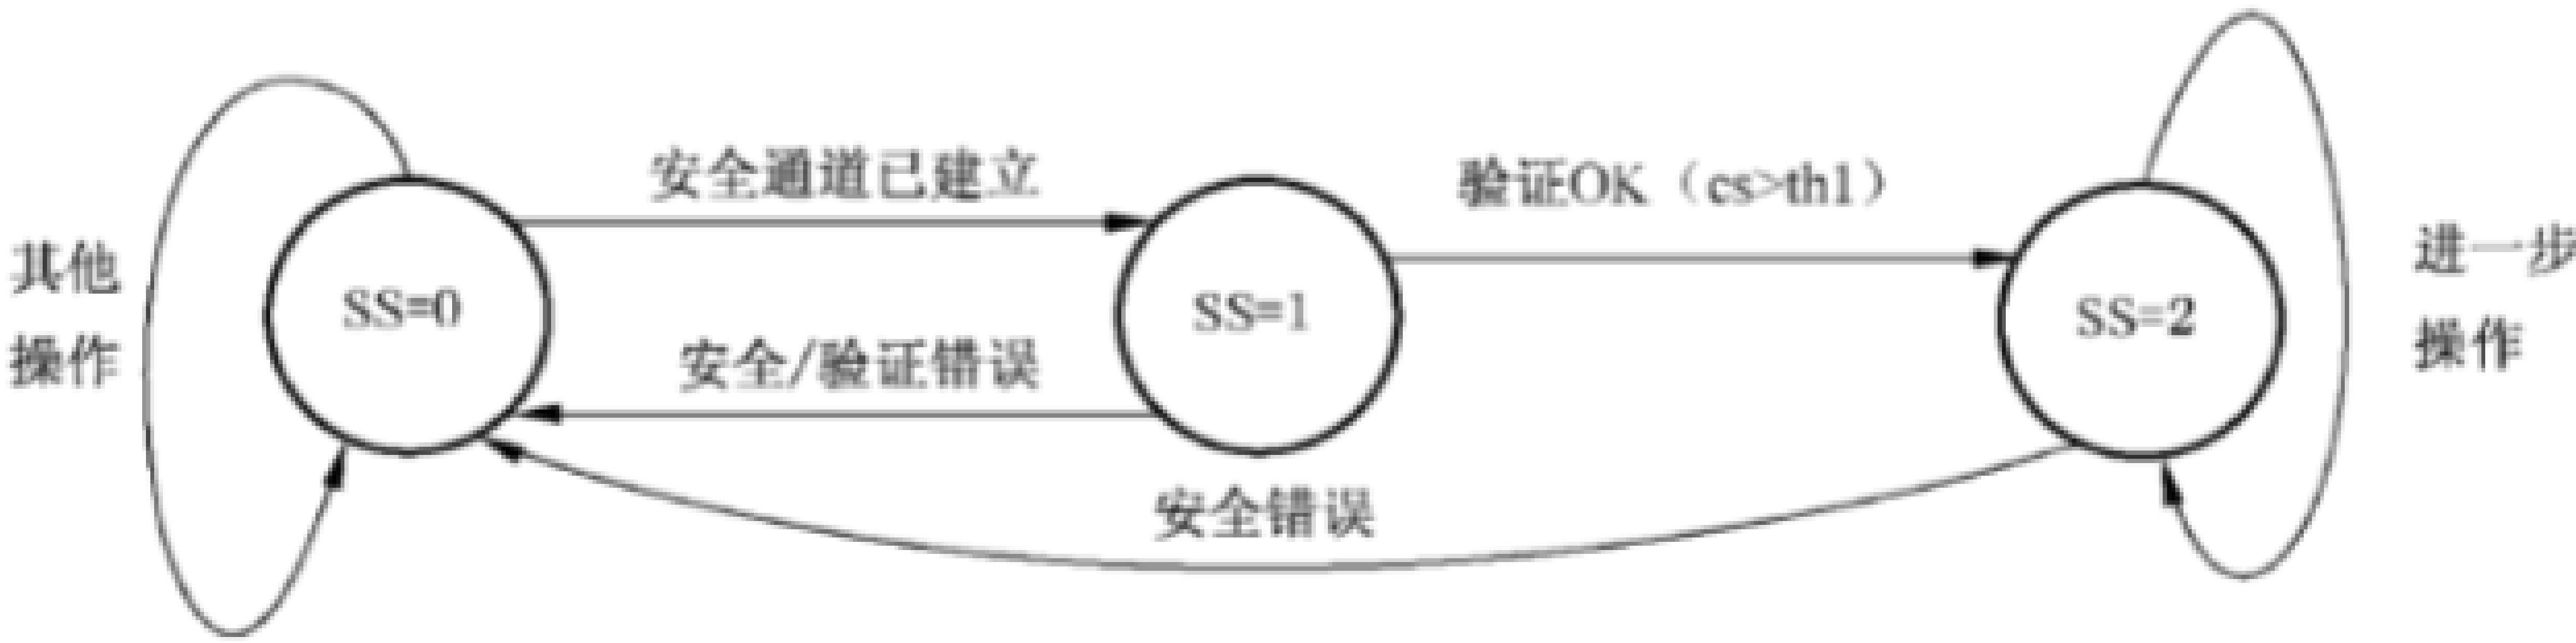 安全通道已建立
验证OK（cs>th1）
其他
操作
进一步
操作
SS=0
SS=1
SS=2
安全/验证错误
安全错误